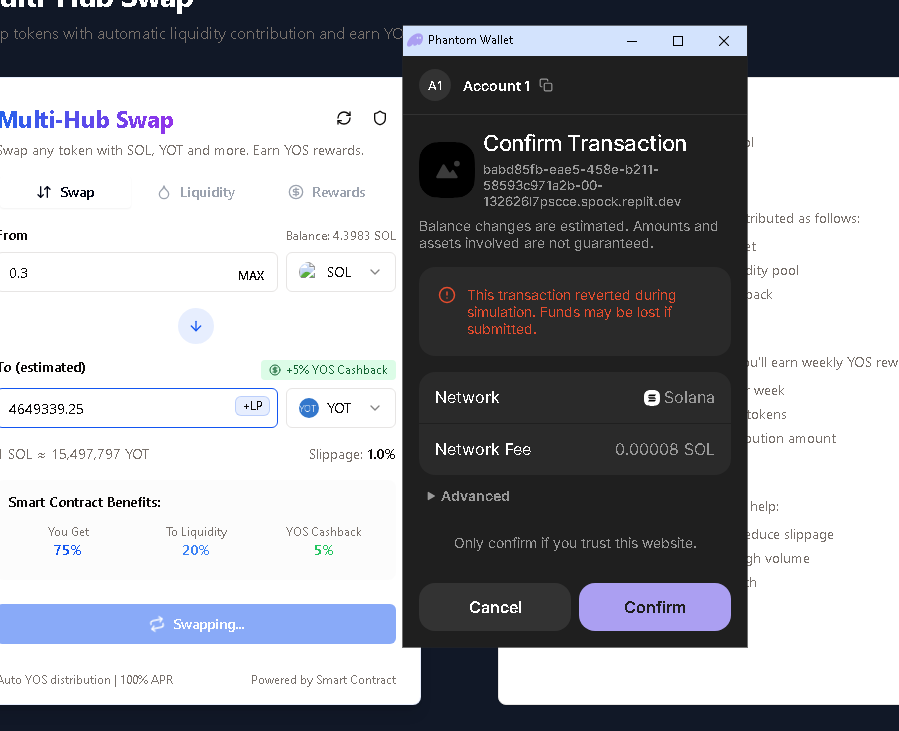 Multi-Hub Swap
p tokens with automatic liquidity contribution and earn YO
Multi-Hub Swap
Swap any token with SOL, YOT and more. Earn YOS rewards.
Swap
Liquidity
Rewards
From
Balance: 4.3983 SOL
0.3
MAX
SOL
To (estimated)
+5% YOS Cashback
4649339.25
+LP
YOT
YOT
1 SOL ≈ 15,497,797 YOT
Slippage: 1.0%
Smart Contract Benefits:
You Get
To Liquidity
YOS Cashback
75%
20%
5%
Swapping...
Auto YOS distribution | 100% APR
Powered by Smart Contract
Phantom Wallet
A1
Account 1
Confirm Transaction
babd85fb-eae5-458e-b211-
58593c971a2b-00-
132626l7pscce.spock.replit.dev
Balance changes are estimated. Amounts and
assets involved are not guaranteed.
This transaction reverted during
simulation. Funds may be lost if
submitted.
Network
Solana
Network Fee
0.00008 SOL
Advanced
Only confirm if you trust this website.
Cancel
Confirm
ol
tributed as follows:
et
dity pool
back
ou'll earn weekly YOS rew
r week
tokens
bution amount
help:
educe slippage
gh volume
th